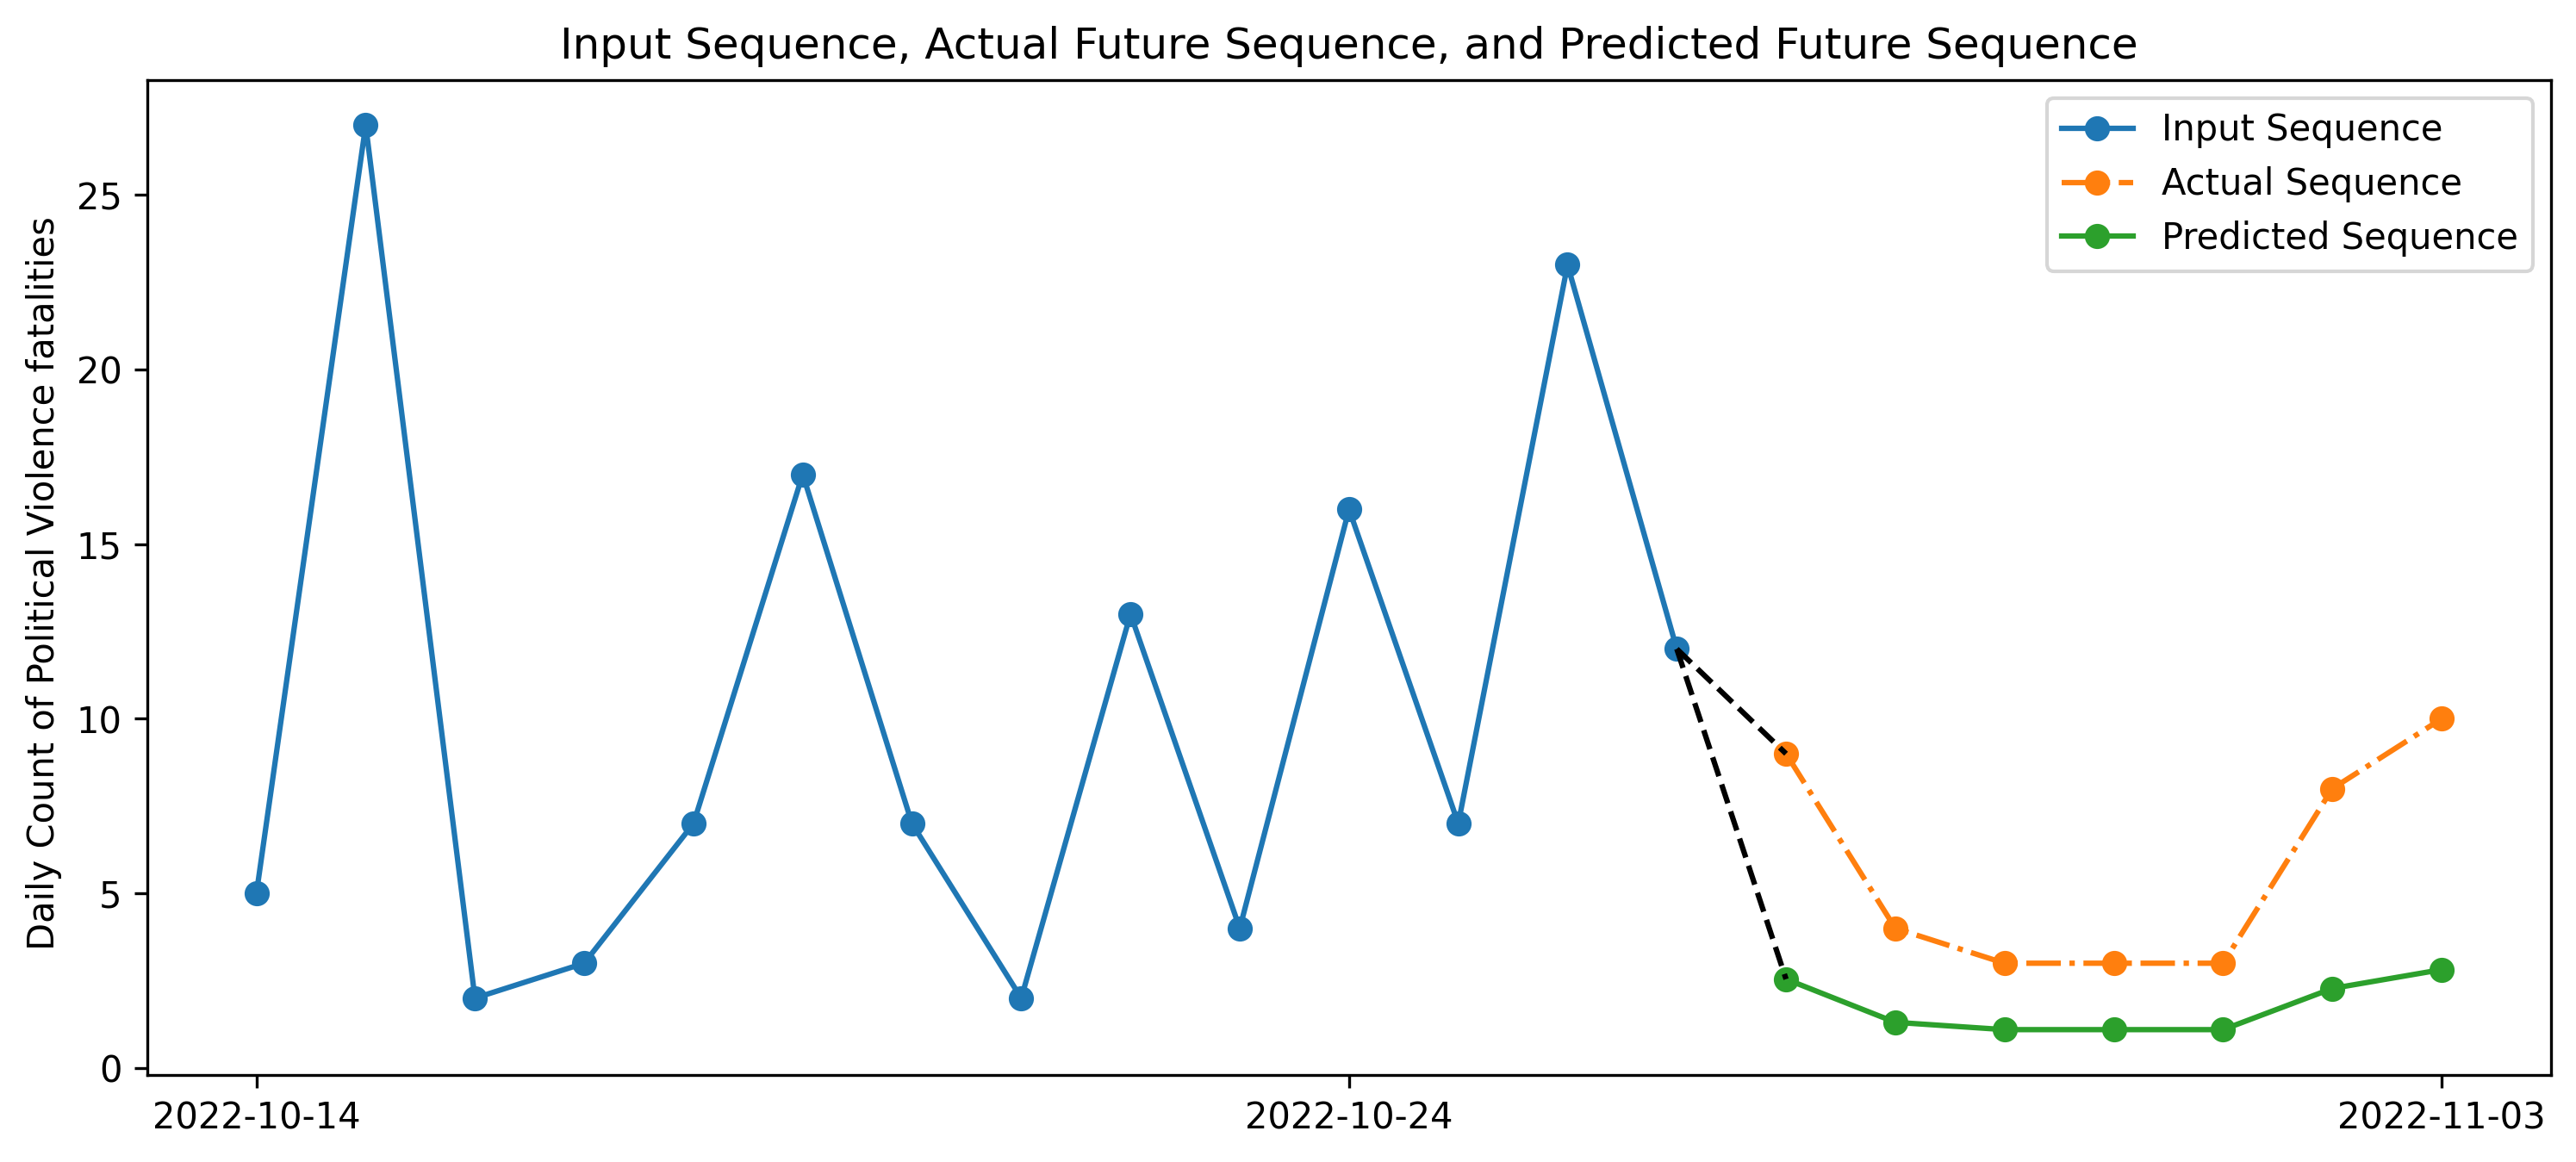 Input Sequence, Actual Future Sequence, and Predicted Future Sequence
Daily Count of Political Violence fatalities
25
20
15
10
5
0
2022-10-14
2022-10-24
2022-11-03
Input Sequence
Actual Sequence
Predicted Sequence